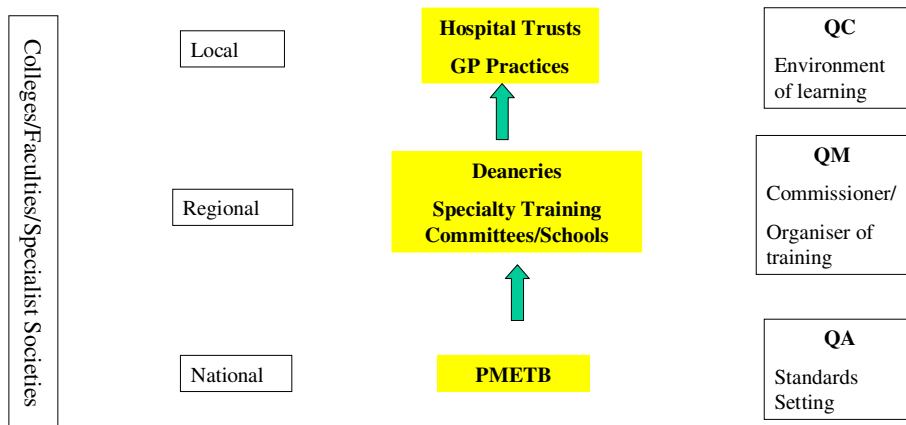 Colleges/Faculties/Specialist Societies
Local
Hospital Trusts
GP Practices
QC
Environment
of learning
Regional
Deaneries
Specialty Training
Committees/Schools
QM
Commissioner/
Organiser of
training
National
PMETB
QA
Standards
Setting